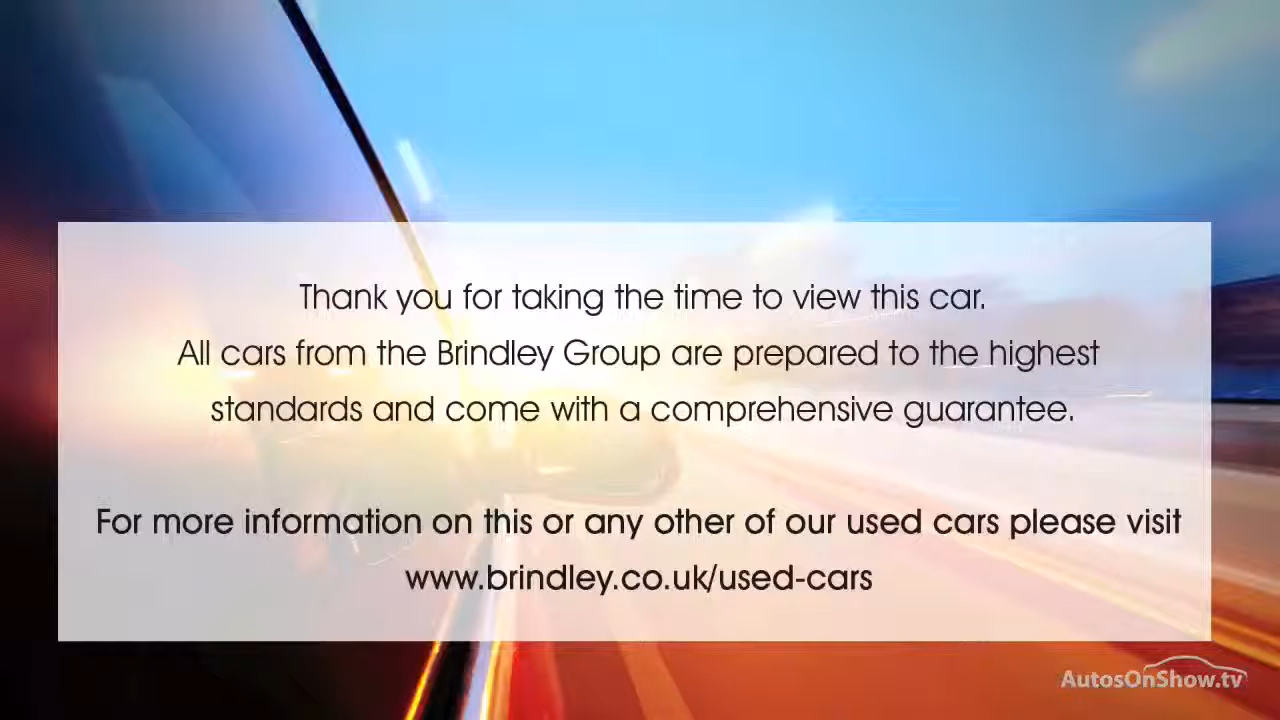 Thank you for taking the time to view this car.
All cars from the Brindley Group are prepared to the highest
standards and come with a comprehensive guarantee.
For more information on this or any other of our used cars please visit
www.brindley.co.uk/used-cars
AutosOnShow.tv